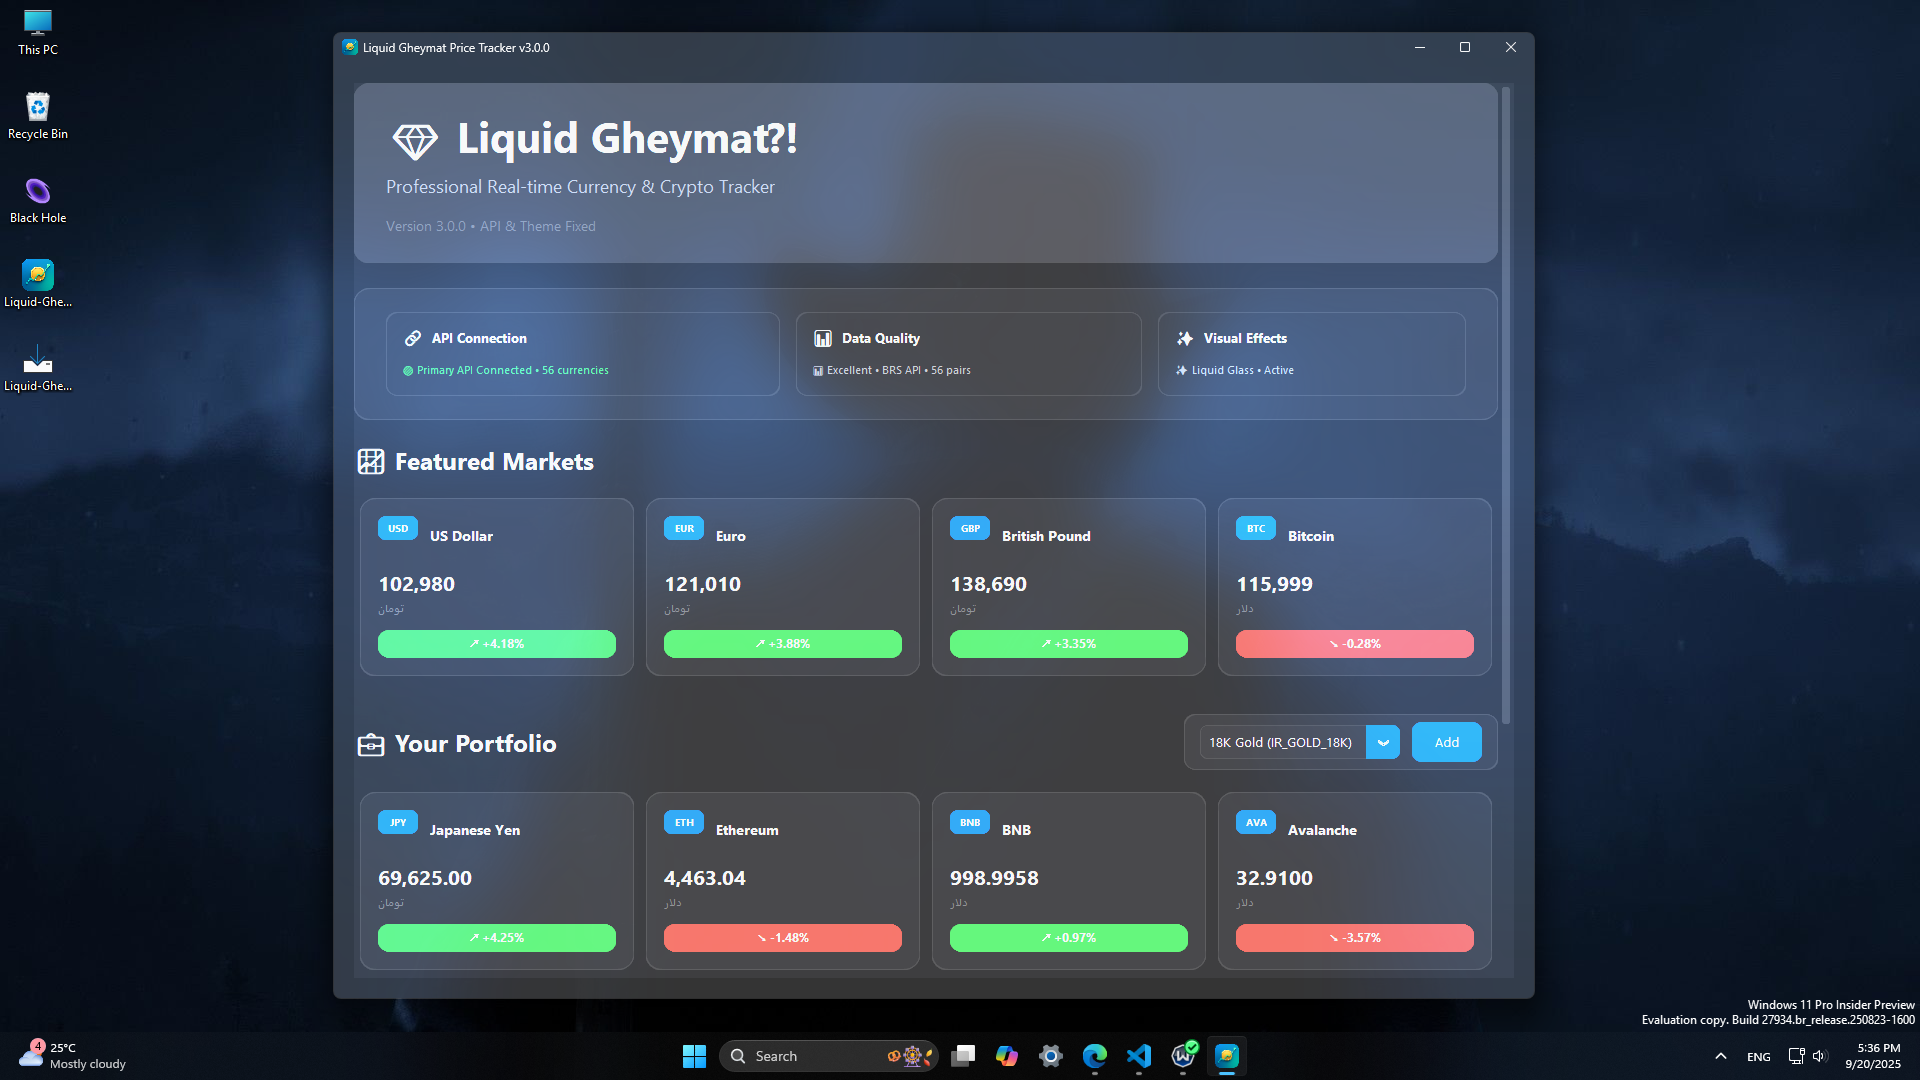 This PC
Recycle Bin
Black Hole
Liquid-Ghe...
Liquid-Ghe...
Liquid Gheymat Price Tracker v3.0.0
Liquid Gheymat?!
Professional Real-time Currency & Crypto Tracker
Version 3.0.0 • API & Theme Fixed
API Connection
Primary API Connected • 56 currencies
Data Quality
Excellent • BRS API • 56 pairs
Visual Effects
Liquid Glass • Active
Featured Markets
USD US Dollar
102,980
تومان
↗ +4.18%
EUR Euro
121,010
تومان
↗ +3.88%
GBP British Pound
138,690
تومان
↗ +3.35%
BTC Bitcoin
115,999
دلار
↘ -0.28%
Your Portfolio
18K Gold (IR_GOLD_18K)
Add
JPY Japanese Yen
69,625.00
تومان
↗ +4.25%
ETH Ethereum
4,463.04
دلار
↘ -1.48%
BNB BNB
998.9958
دلار
↗ +0.97%
AVA Avalanche
32.9100
دلار
↘ -3.57%
Windows 11 Pro Insider Preview
Evaluation copy. Build 27934.br_release.250823-1600
4
25°C
Mostly cloudy
Search
ENG
5:36 PM
9/20/2025